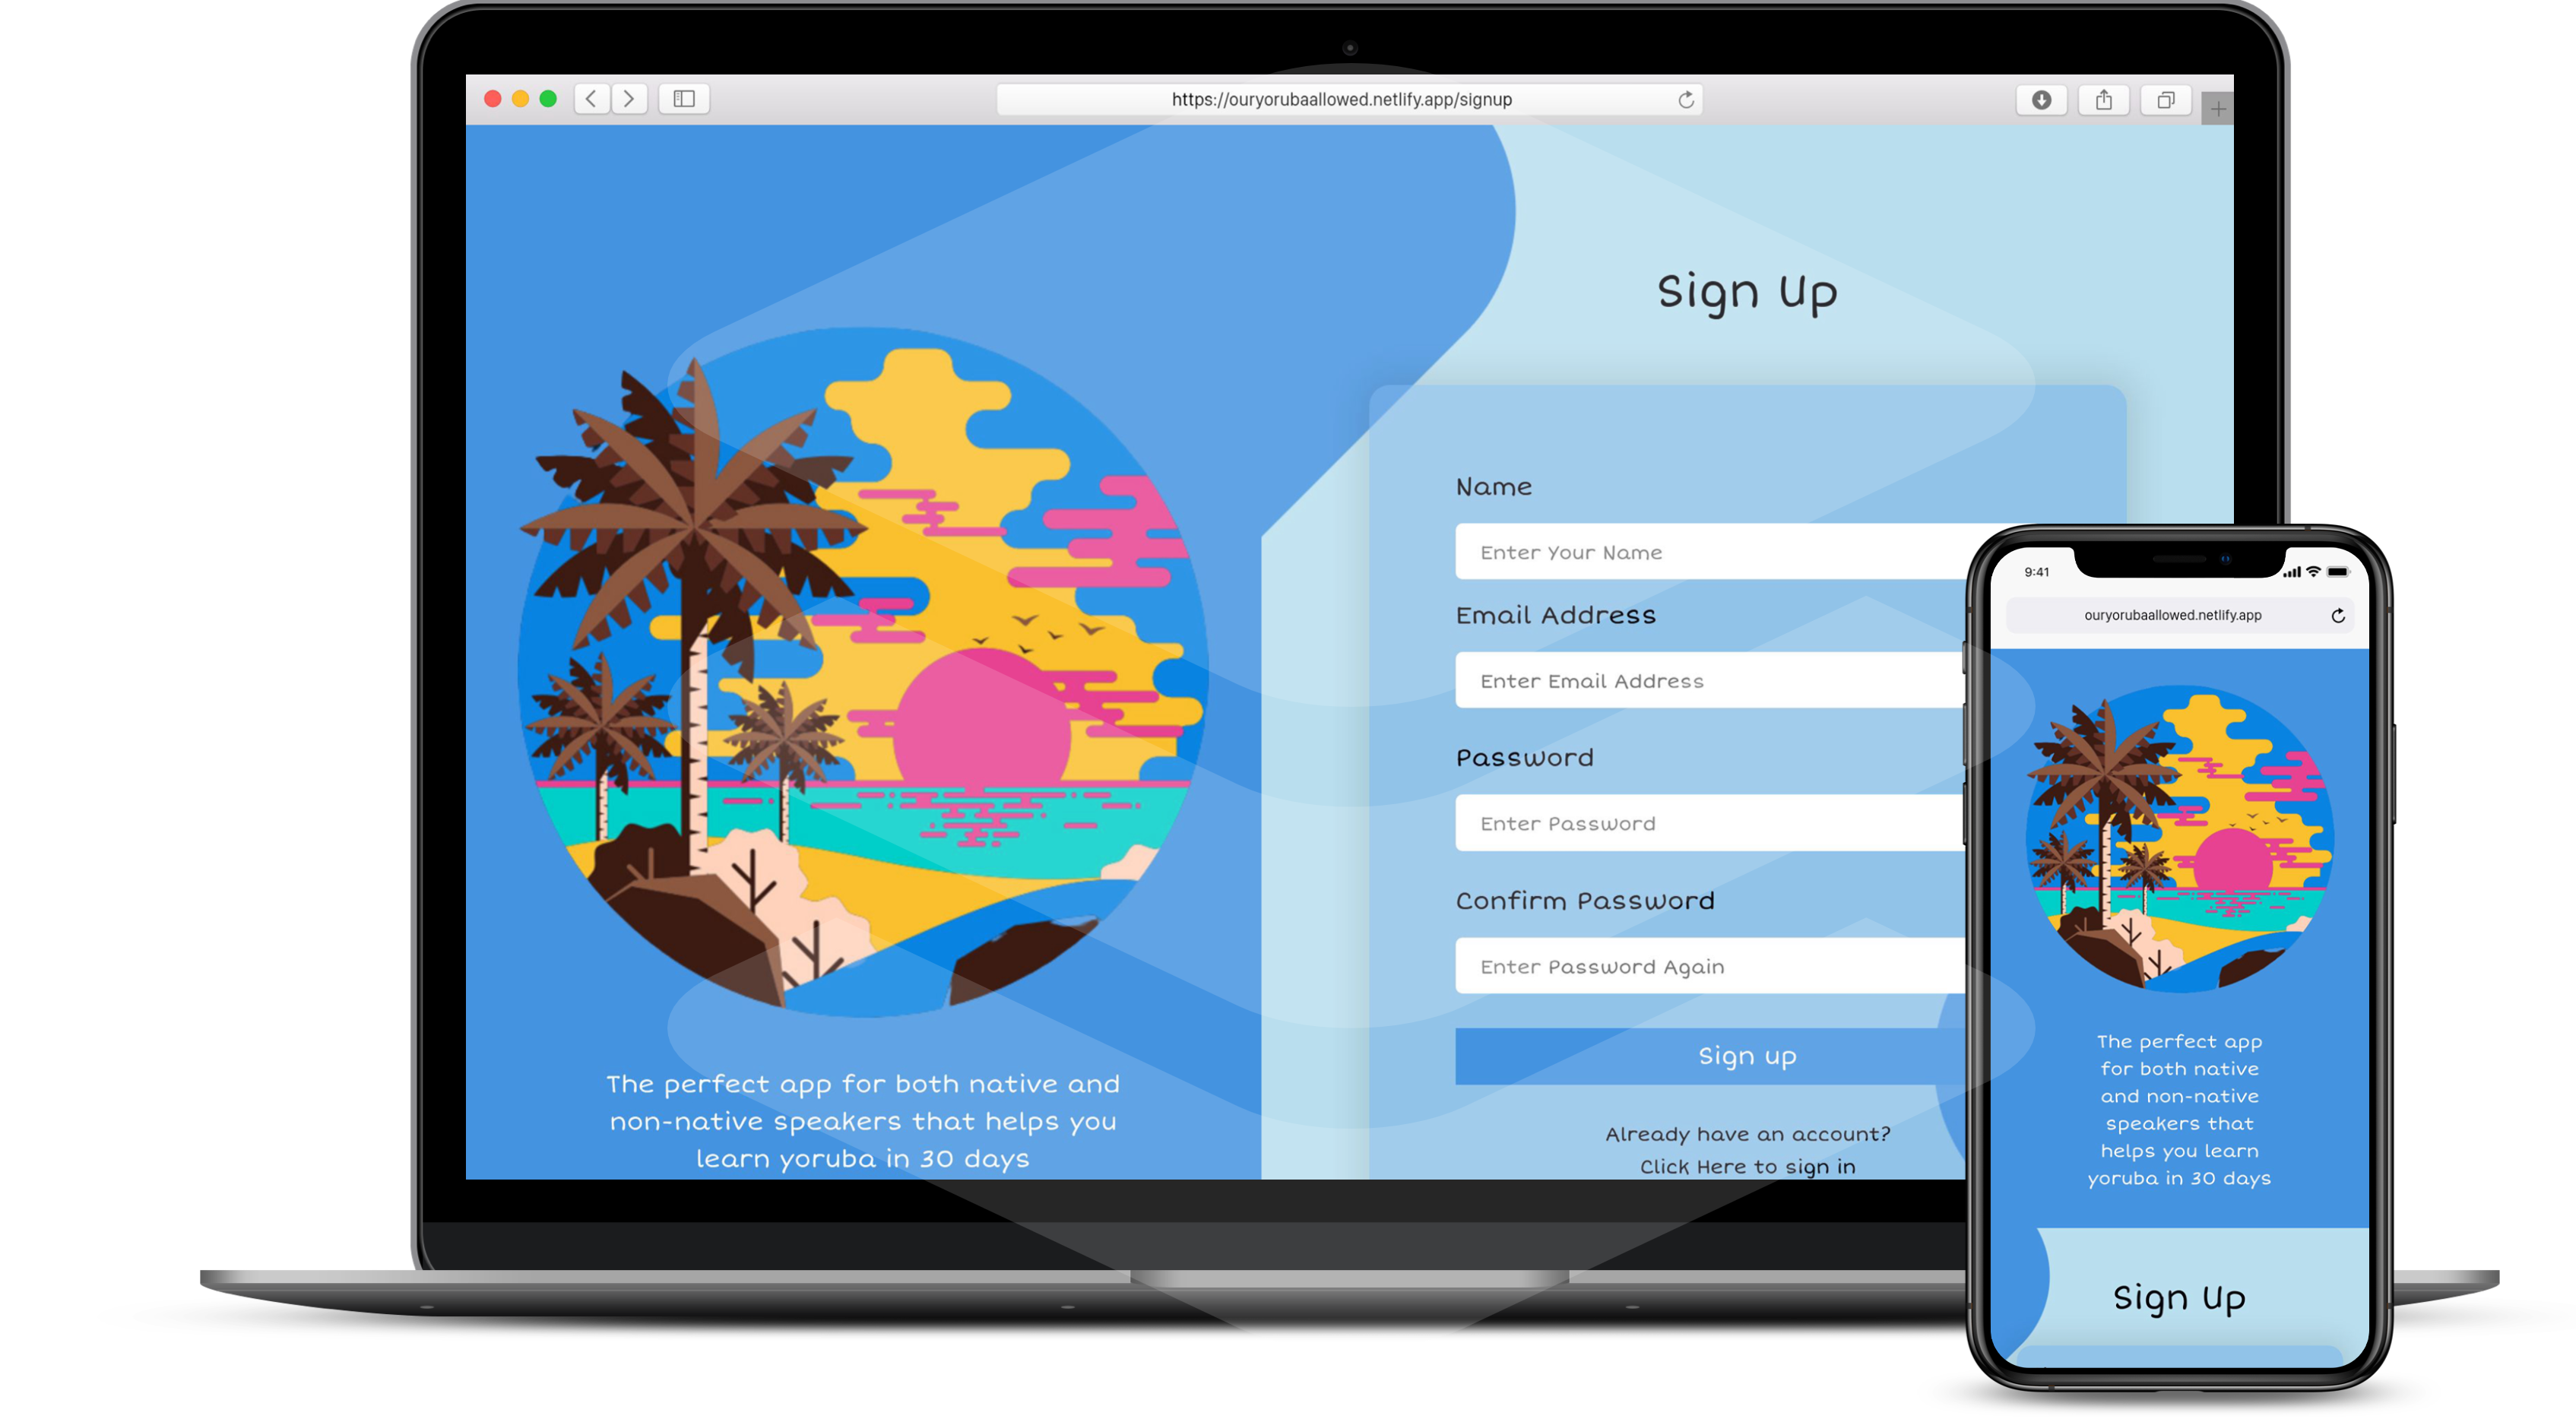 https://ouryorubaallowed.netlify.app/signup
Sign Up
Name
Enter Your Name
Email Address
Enter Email Address
Password
Enter Password
Confirm Password
Enter Password Again
Sign up
Already have an account?
Click Here to sign in
The perfect app for both native and
non-native speakers that helps you
learn yoruba in 30 days
9:41
ouryorubaallowed.netlify.app
The perfect app
for both native
and non-native
speakers that
helps you learn
yoruba in 30 days
Sign Up